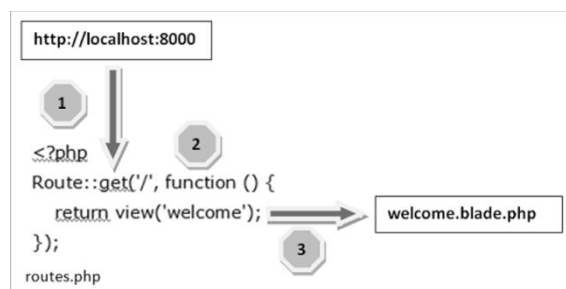 http://localhost:8000
1
2
<?php
Route::get('/', function () {
return view('welcome');
welcome.blade.php
3
});
routes.php